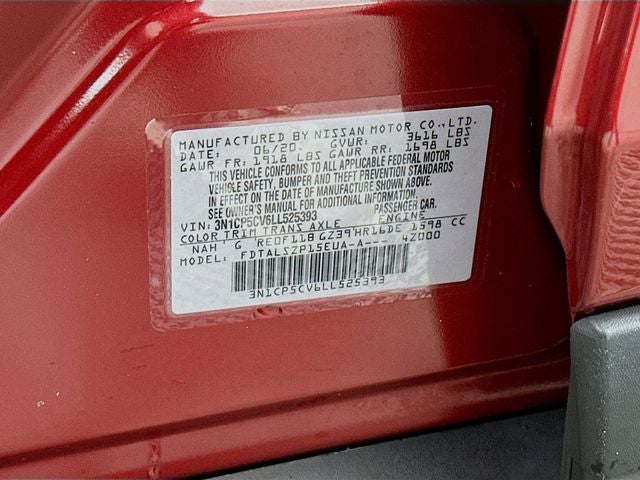 MANUFACTURED BY NISSAN MOTOR CO., LTD.
DATE: 06/20. GVWR: 3616 LBS
GAWR FR: 1918 LBS GAWR RR: 1698 LBS
THIS VEHICLE CONFORMS TO ALL APPLICABLE FEDERAL MOTOR
VEHICLE SAFETY, BUMPER AND THEFT PREVENTION STANDARDS
IN EFFECT ON THE DATE OF MANUFACTURE SHOWN ABOVE.
SEE OWNER'S MANUAL FOR ADDITIONAL INFORMATION.
VIN: 3N1CP5CV6LL525393 PASSENGER CAR.
COLOR TRIM TRANS AXLE ENGINE
NAH G RE0F11B GZ39 HR16DE 1598 CC
MODEL: FDTALSZP15EUA-A--- 42000
3N1CP5CV6LL525393